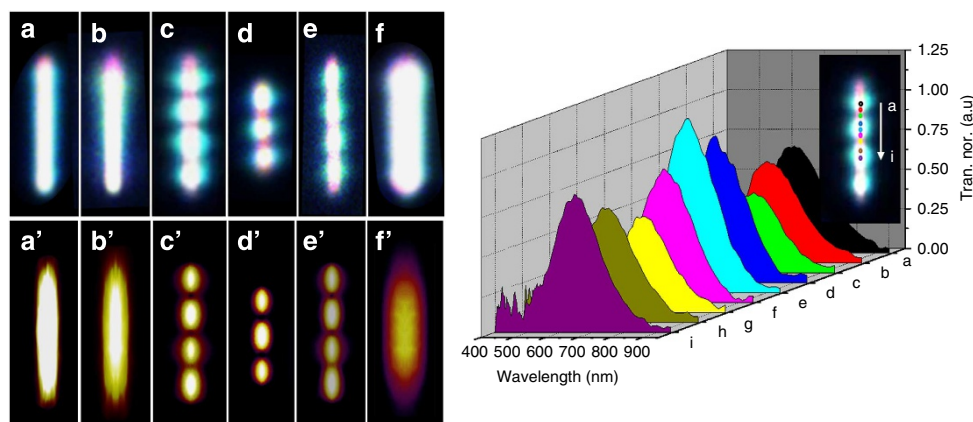 a b c d e f
a’ b’ c’ d’ e’ f’
1.25
1.00
0.75
0.50
0.25
0.00
Tran. nor. (a.u)
a
i
a
b
c
d
e
f
g
h
i
400 500 600 700 800 900
Wavelength (nm)